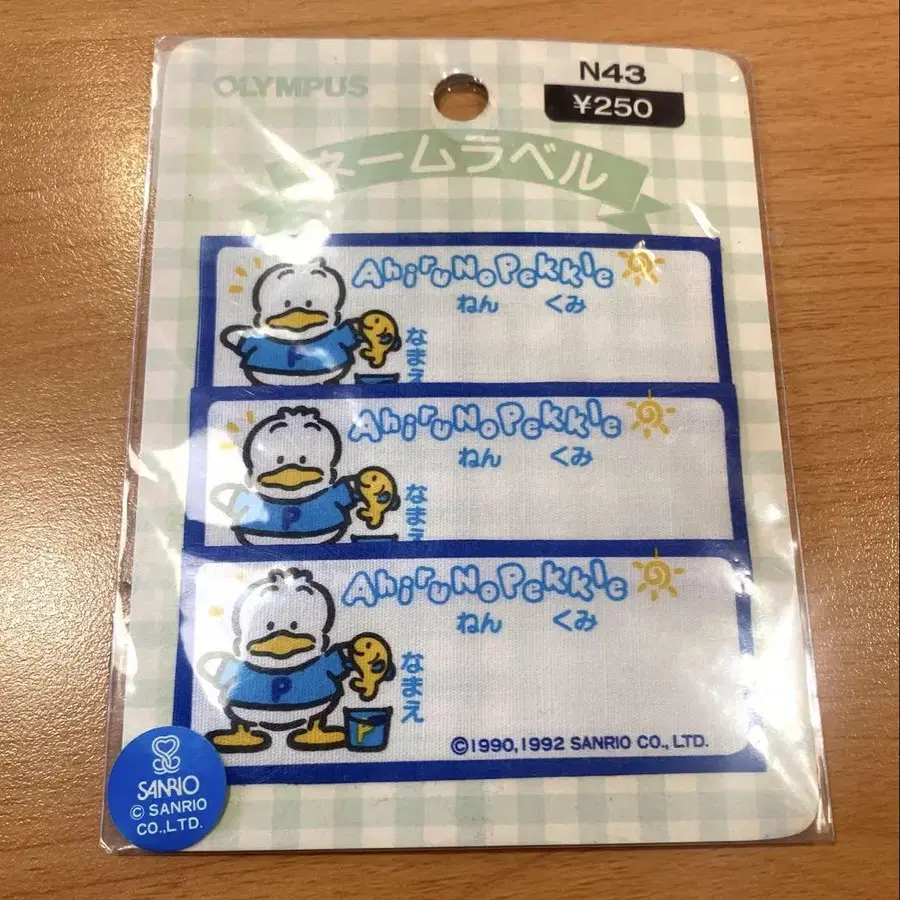 OLYMPUS
N43
¥250
ネームラベル
AhiruNoPekkle
ねん くみ
なまえ
P
AhiruNoPekkle
ねん くみ
なまえ
P
AhiruNoPekkle
ねん くみ
なまえ
P
P
©1990,1992 SANRIO CO., LTD.
SANRIO
© SANRIO
CO.,LTD.